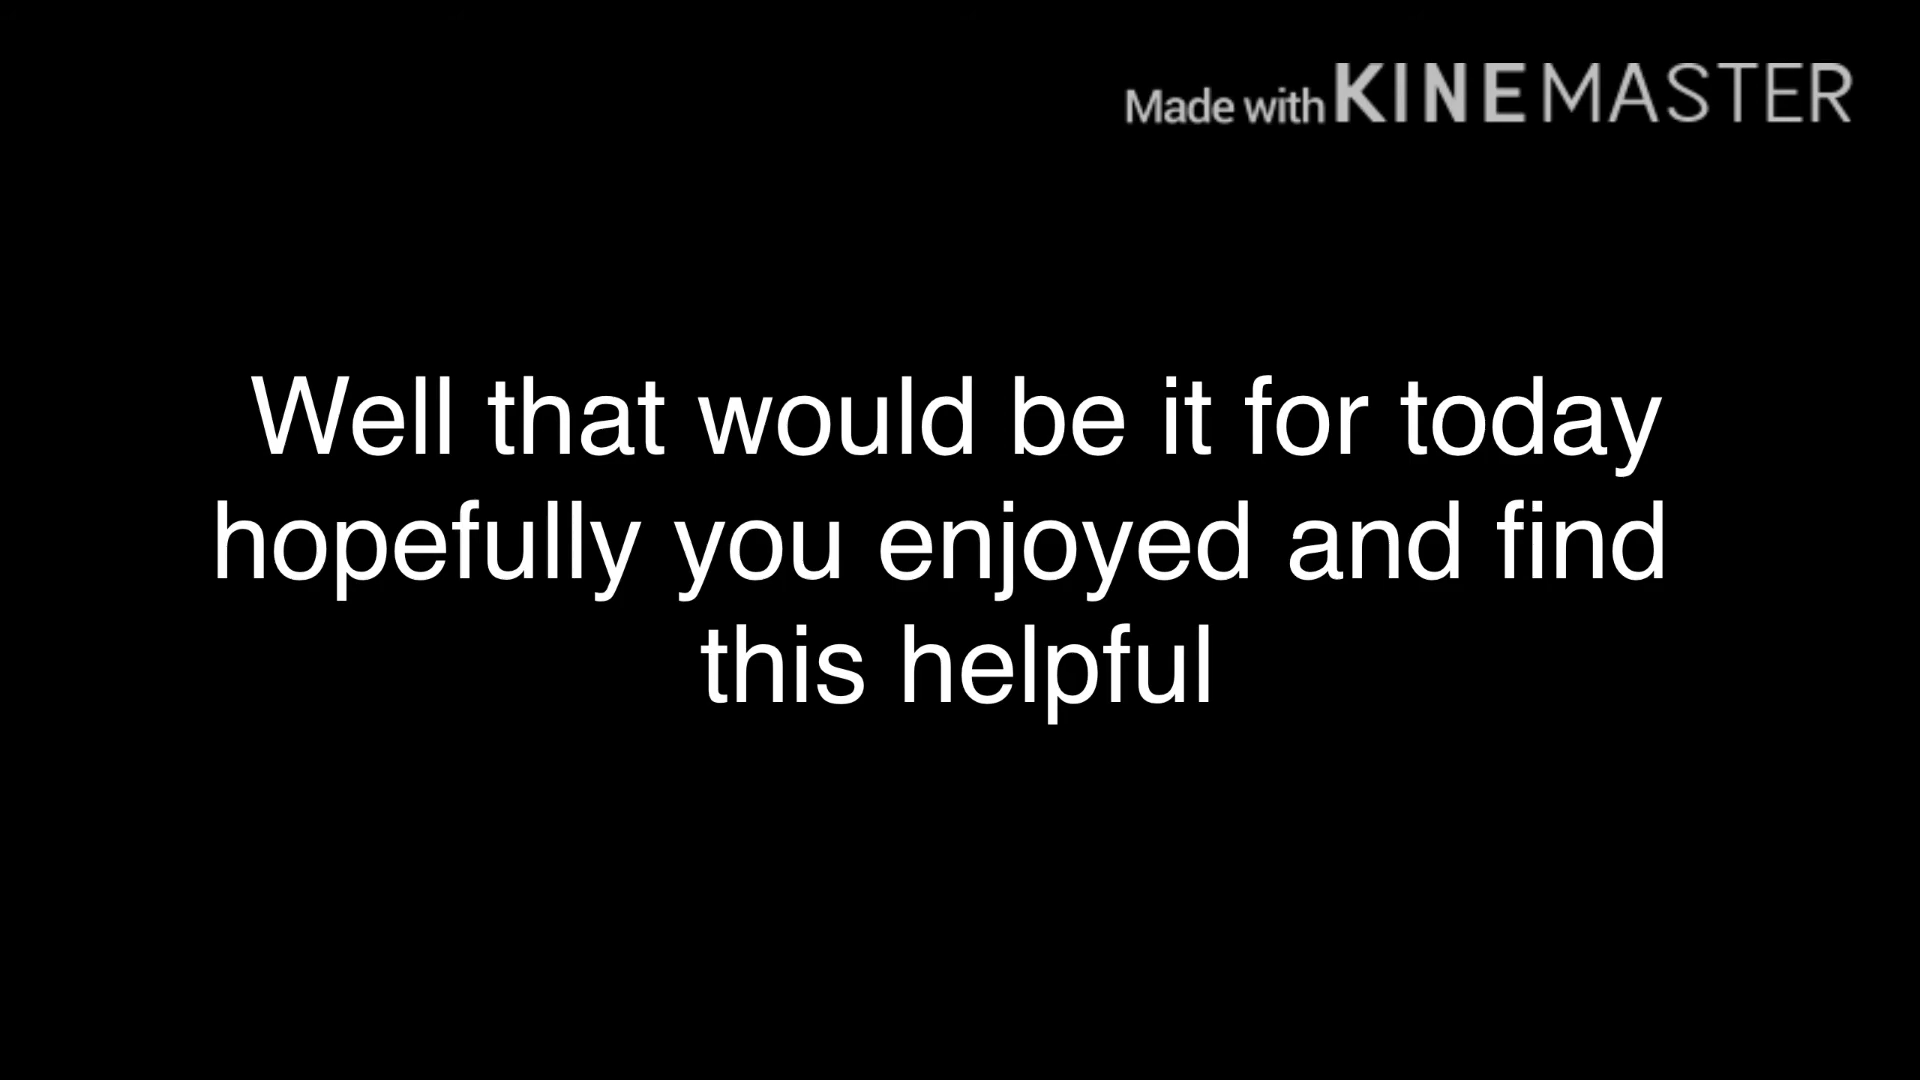 Made with KINEMASTER
Well that would be it for today
hopefully you enjoyed and find
this helpful